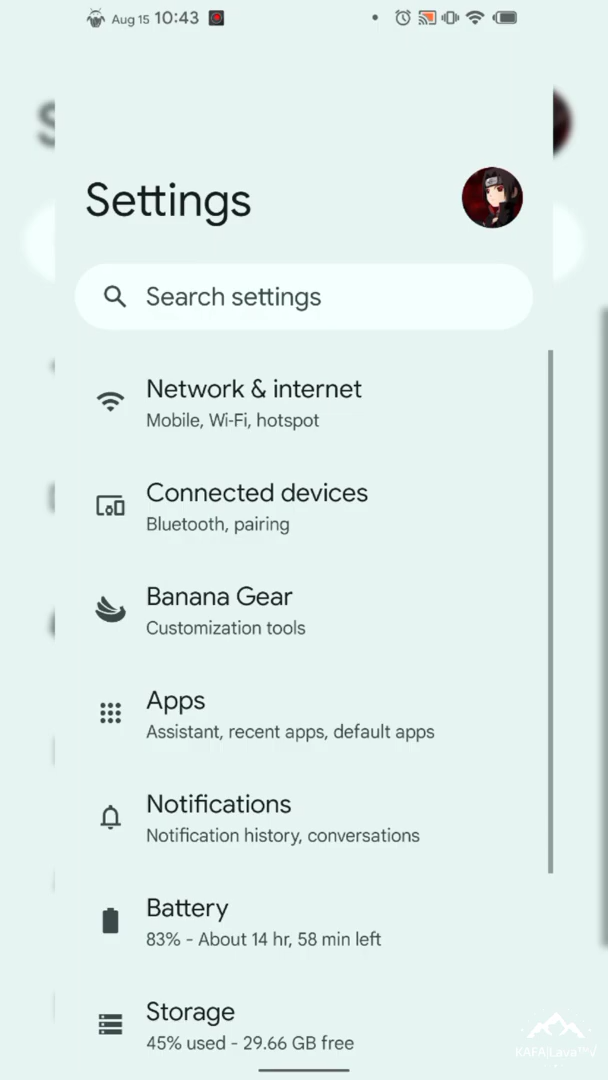 Aug 15 10:43
Settings
Search settings
Network & internet
Mobile, Wi-Fi, hotspot
Connected devices
Bluetooth, pairing
Banana Gear
Customization tools
Apps
Assistant, recent apps, default apps
Notifications
Notification history, conversations
Battery
83% - About 14 hr, 58 min left
Storage
45% used - 29.66 GB free